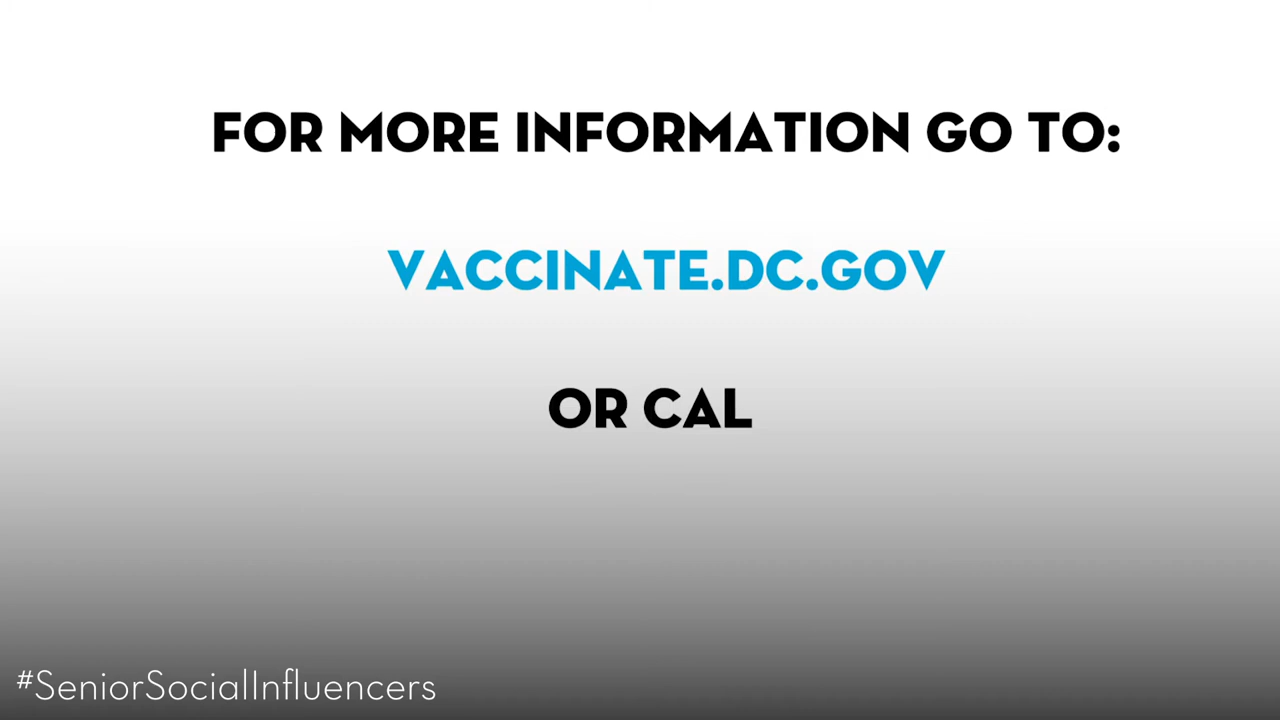 FOR MORE INFORMATION GO TO:
VACCINATE.DC.GOV
OR CAL
#SeniorSocialInfluencers